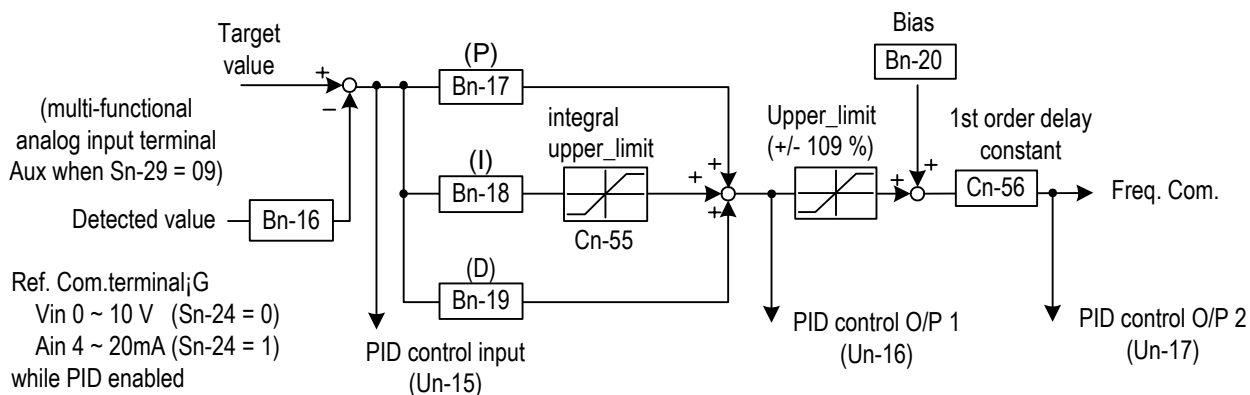 Target
value
+
−
(multi-functional
analog input terminal
Aux when Sn-29 = 09)
Detected value
Bn-16
Ref. Com.terminal¡G
Vin 0 ~ 10 V (Sn-24 = 0)
Ain 4 ~ 20mA (Sn-24 = 1)
while PID enabled
(P)
Bn-17
(I)
Bn-18
(D)
Bn-19
PID control input
(Un-15)
integral
upper_limit
Cn-55
+
+
+
Upper_limit
(+/- 109 %)
PID control O/P 1
(Un-16)
Bias
Bn-20
+
+
1st order delay
constant
Cn-56
Freq. Com.
PID control O/P 2
(Un-17)